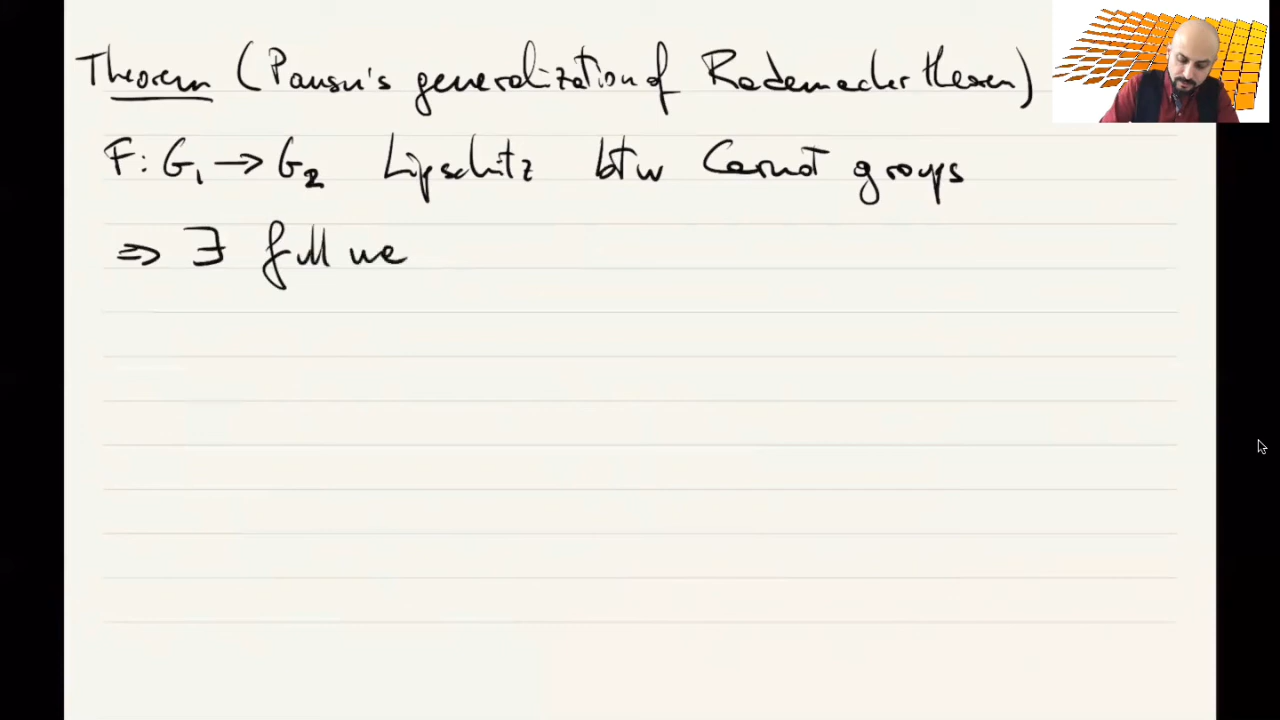 Theorem (Pansu's generalization of Rademacher theorem)
F: G₁ → G₂ Lipschitz btw Carnot groups
⇒ ∃ full me